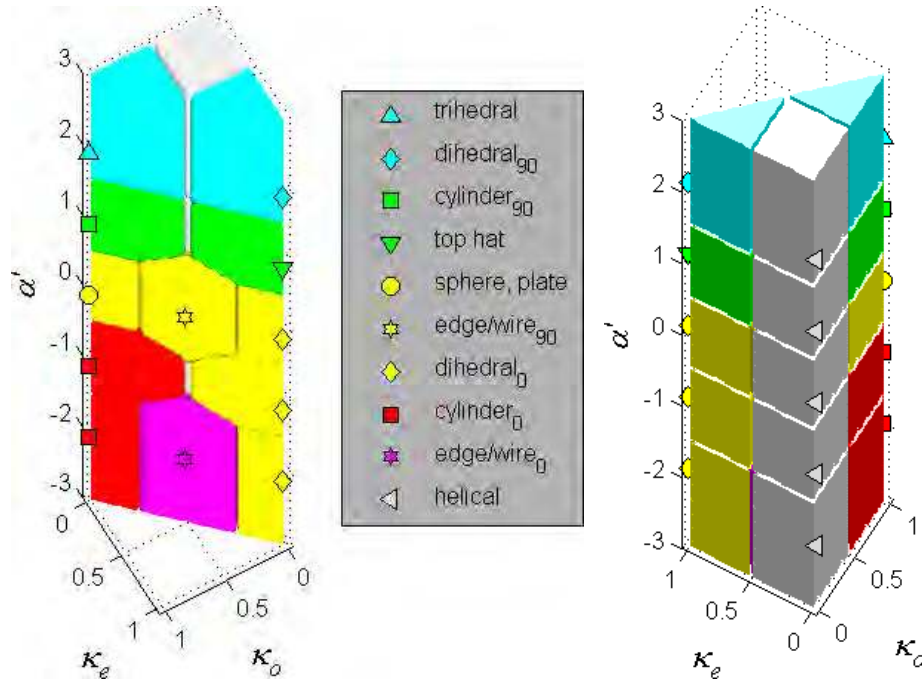 3
2
1
0
-1
-2
-3
α'
0
0.5
1
κe
1
0.5
0
κo
trihedral
dihedral90
cylinder90
top hat
sphere, plate
edge/wire90
dihedral0
cylinder0
edge/wire0
helical
3
2
1
0
-1
-2
-3
α'
1
0.5
0
κe
0
0.5
1
κo